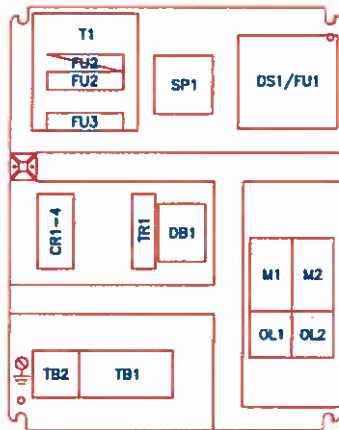 T1
FU2
FU2
FU3
SP1
DS1/FU1
CR1-4
TR1
DB1
M1 M2
OL1 OL2
TB2 TB1